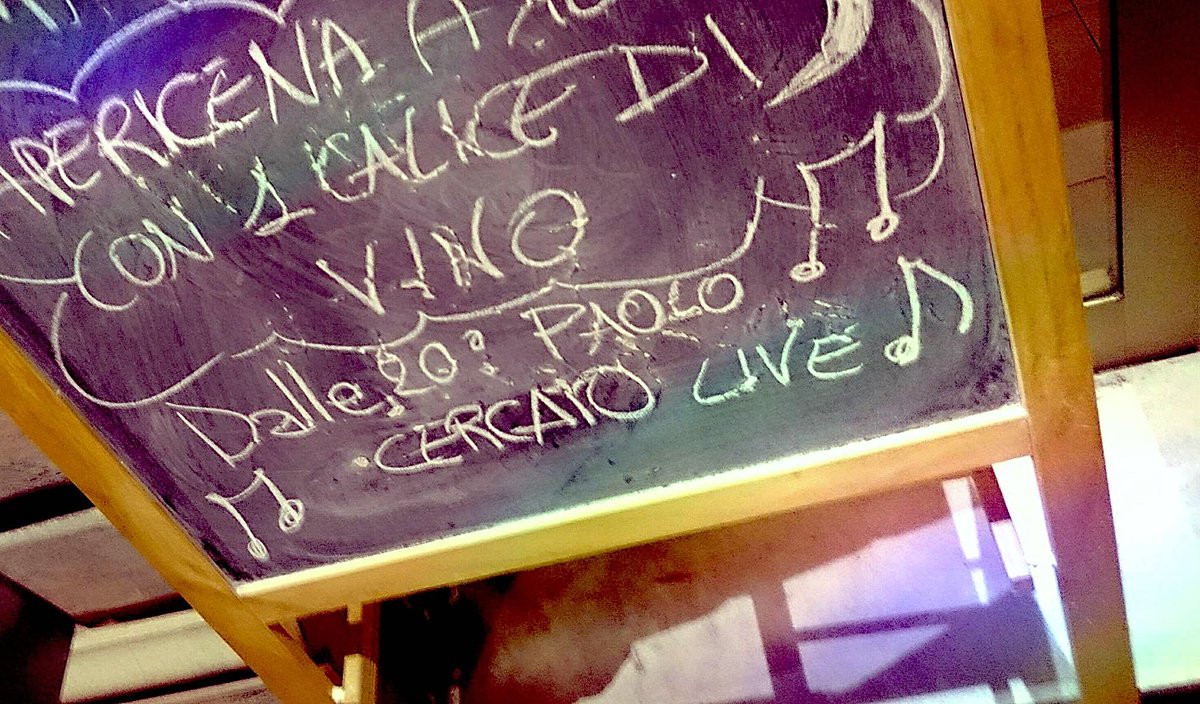 APERICENA A
CON 1 CALICE DI
VINO
Dalle 20: PAOLO
CERCATO LIVE